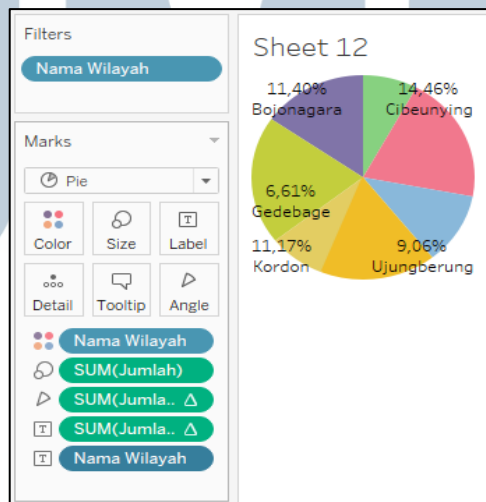 Filters
Nama Wilayah
Marks
Pie
Color
Size
Label
Detail
Tooltip
Angle
Nama Wilayah
SUM(Jumlah)
SUM(Jumla..
SUM(Jumla..
Nama Wilayah
Sheet 12
11,40%
Bojonagara
14,46%
Cibeunying
6,61%
Gedebage
11,17%
Kordon
9,06%
Ujungberung